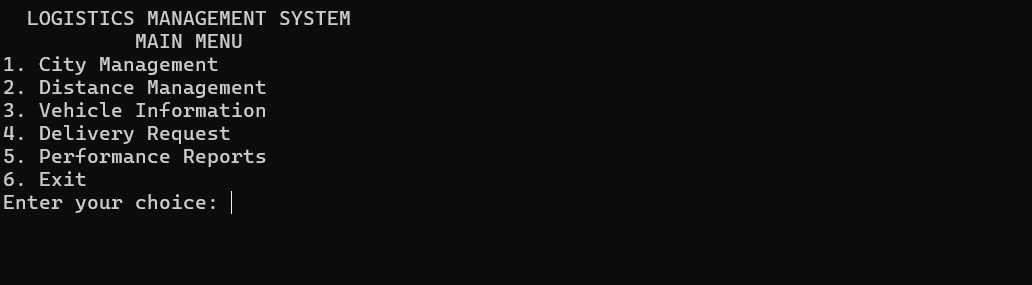 LOGISTICS MANAGEMENT SYSTEM
MAIN MENU
1. City Management
2. Distance Management
3. Vehicle Information
4. Delivery Request
5. Performance Reports
6. Exit
Enter your choice: